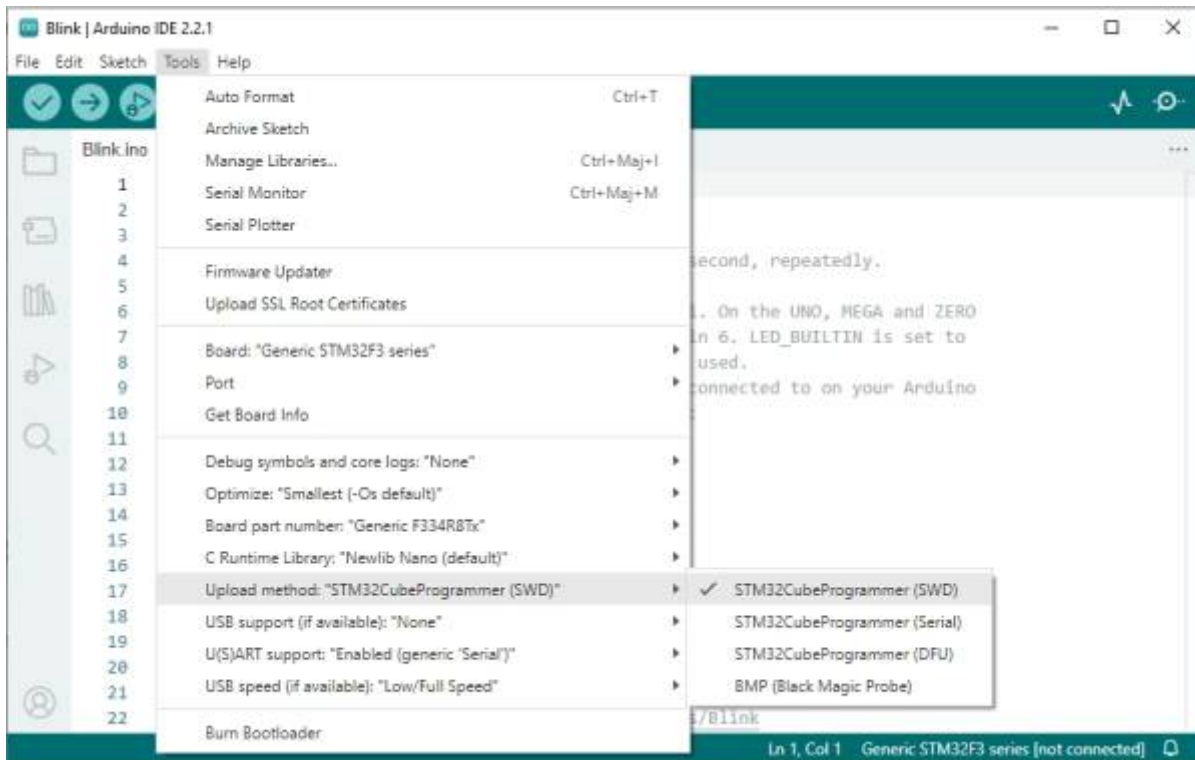 Blink | Arduino IDE 2.2.1
File Edit Sketch Tools Help
Auto Format Ctrl+T
Archive Sketch
Manage Libraries... Ctrl+Maj+I
Serial Monitor Ctrl+Maj+M
Serial Plotter
Firmware Updater
Upload SSL Root Certificates
Board: "Generic STM32F3 series"
Port
Get Board Info
Debug symbols and core logs: "None"
Optimize: "Smallest (-Os default)"
Board part number: "Generic F334R8Tx"
C Runtime Library: "Newlib Nano (default)"
Upload method: "STM32CubeProgrammer (SWD)"
USB support (if available): "None"
U(S)ART support: "Enabled (generic 'Serial')"
USB speed (if available): "Low/Full Speed"
Burn Bootloader
STM32CubeProgrammer (SWD)
STM32CubeProgrammer (Serial)
STM32CubeProgrammer (DFU)
BMP (Black Magic Probe)
Blink.ino
1
2
3
4
5
6
7
8
9
10
11
12
13
14
15
16
17
18
19
20
21
22
second, repeatedly.
. On the UNO, MEGA and ZERO
in 6. LED_BUILTIN is set to
used.
connected to on your Arduino
/Blink
Ln 1, Col 1 Generic STM32F3 series [not connected]